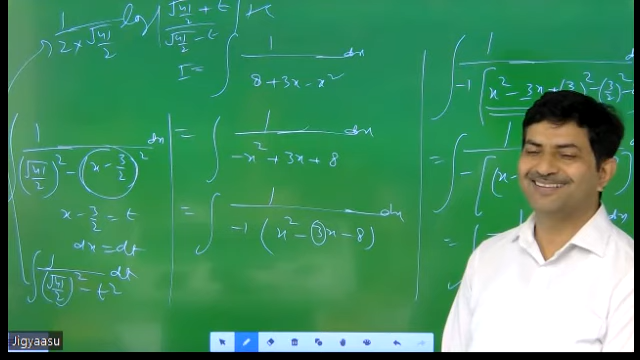 1/(2 × √41/2) log | (√41/2 + t)/(√41/2 − t) | + K
∫ 1/((√41/2)² − (x − 3/2)²) dx
x − 3/2 = t
dx = dt
∫ 1/((√41/2)² − t²) dt
I = ∫ 1/(8 + 3x − x²) dx
= ∫ 1/(−x² + 3x + 8) dx
= ∫ 1/(−1(x² − 3x − 8)) dx
∫ 1/(−1[x² − 3x + (3/2)² − (3/2)² −
= ∫ 1/(−[(x −
Jigyaasu